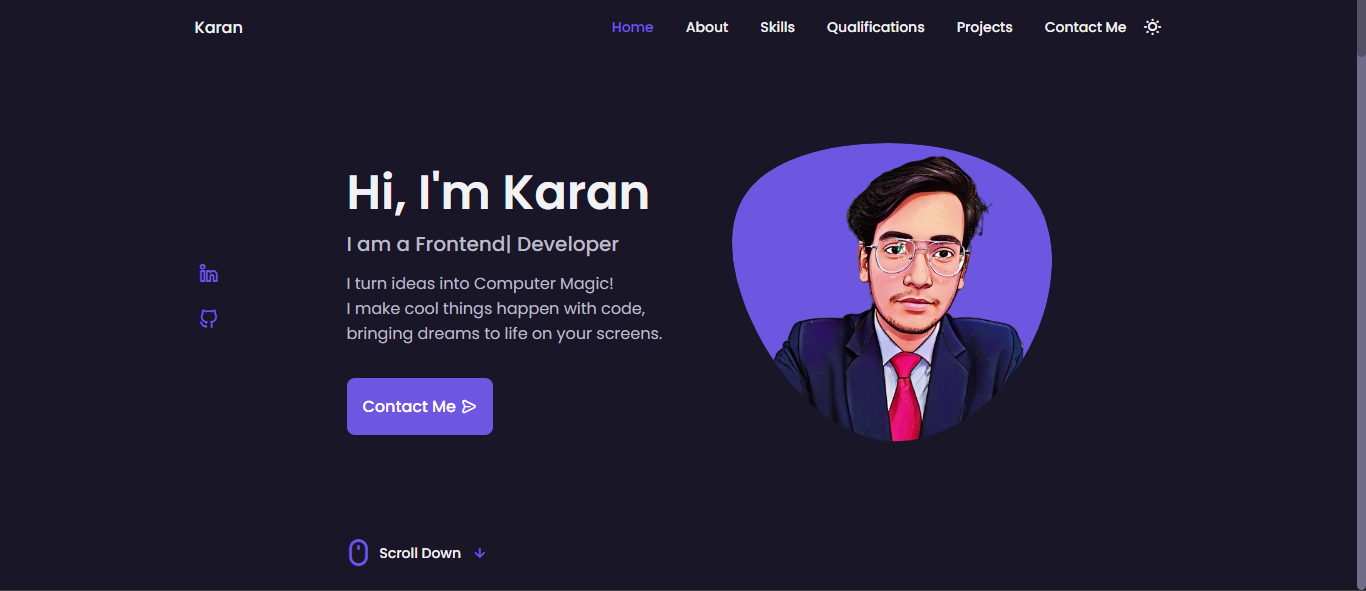 Karan
Home About Skills Qualifications Projects Contact Me
Hi, I'm Karan
I am a Frontend| Developer
I turn ideas into Computer Magic!
I make cool things happen with code,
bringing dreams to life on your screens.
Contact Me
Scroll Down